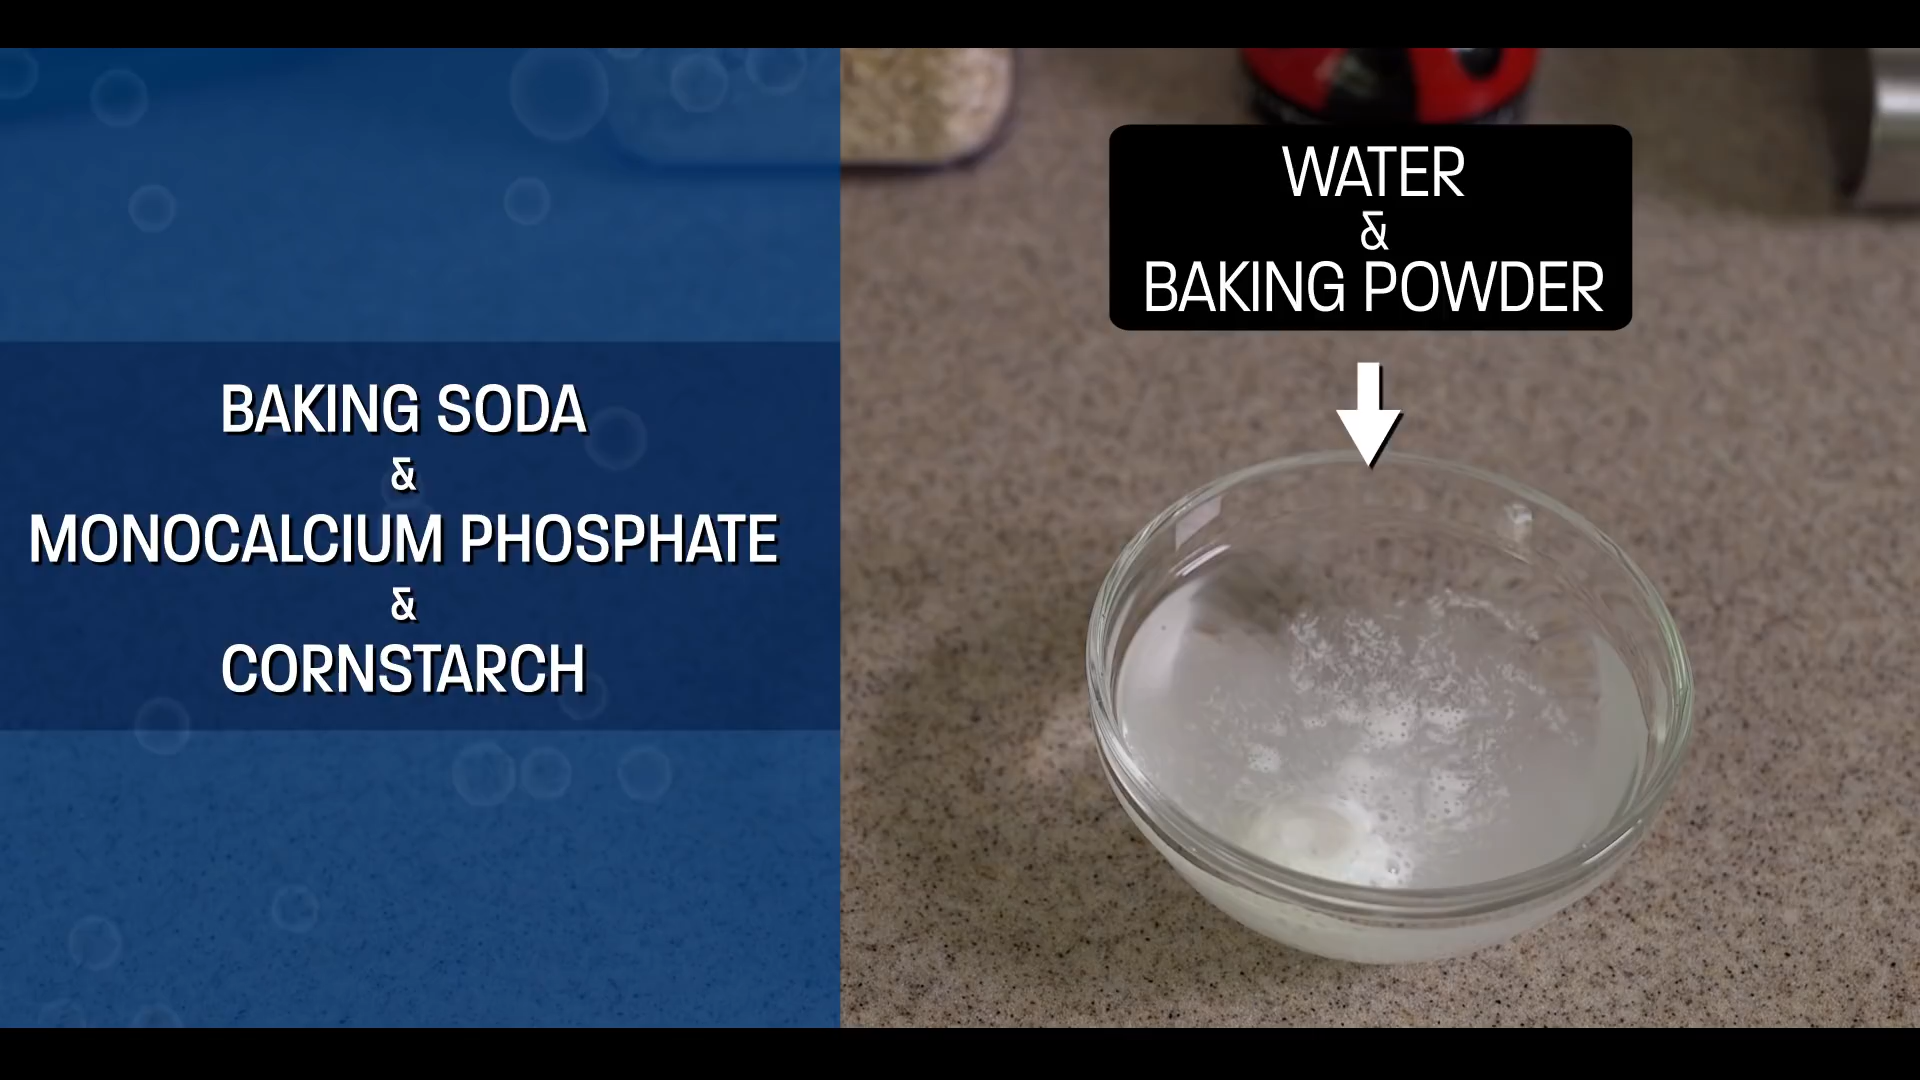 BAKING SODA
&
MONOCALCIUM PHOSPHATE
&
CORNSTARCH
WATER
&
BAKING POWDER